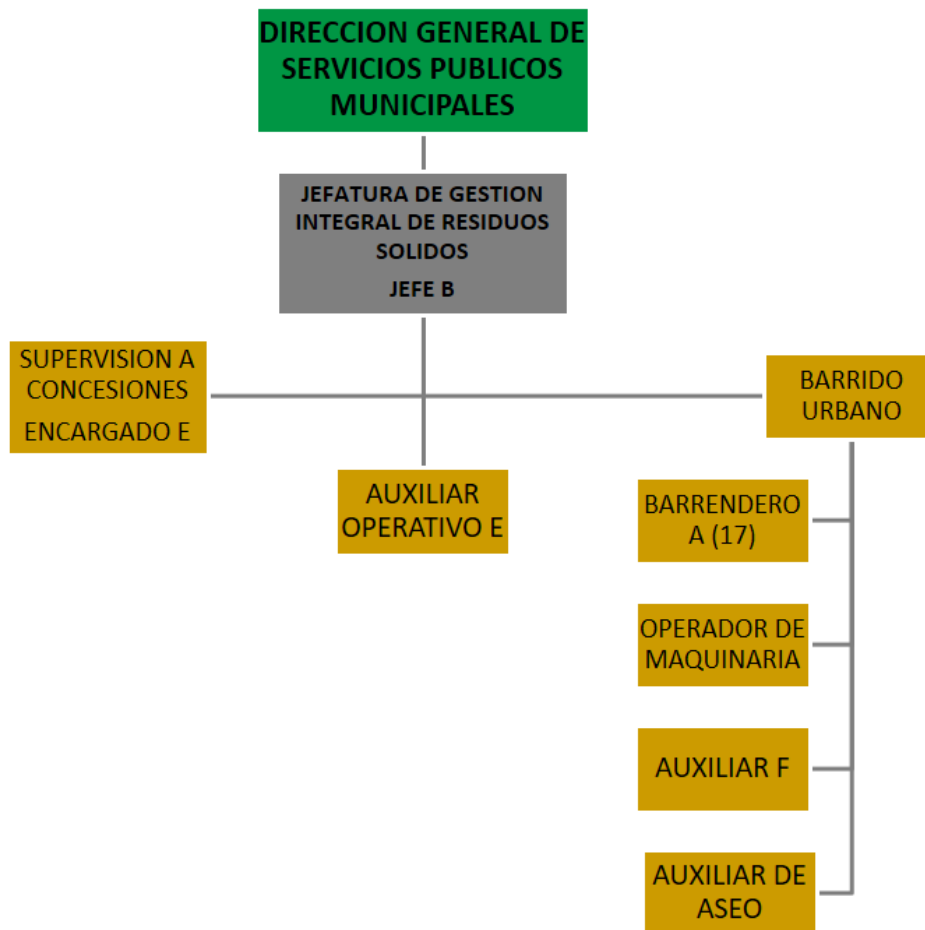 DIRECCION GENERAL DE
SERVICIOS PUBLICOS
MUNICIPALES
JEFATURA DE GESTION
INTEGRAL DE RESIDUOS
SOLIDOS
JEFE B
SUPERVISION A
CONCESIONES
ENCARGADO E
BARRIDO
URBANO
AUXILIAR
OPERATIVO E
BARRENDERO
A (17)
OPERADOR DE
MAQUINARIA
AUXILIAR F
AUXILIAR DE
ASEO